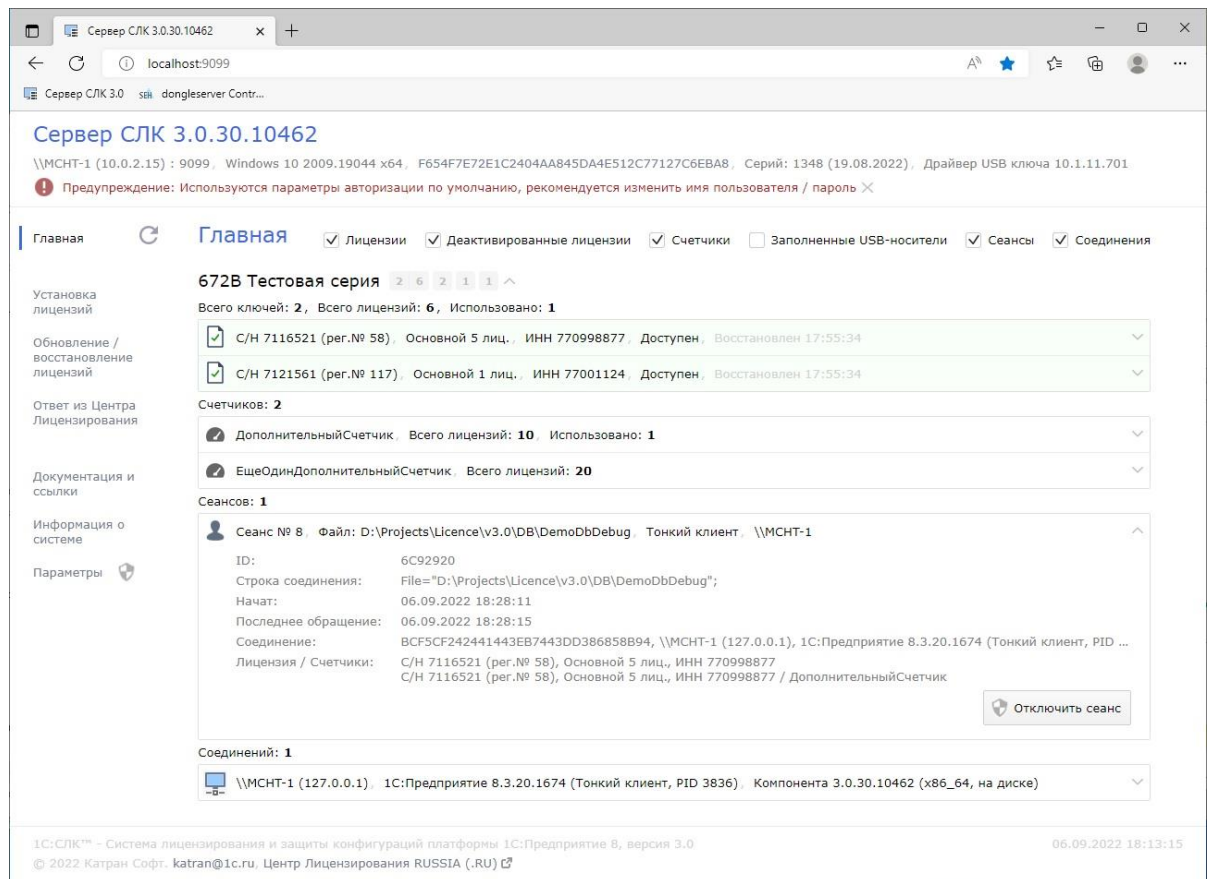 Сервер СЛК 3.0.30.10462
localhost:9099
Сервер СЛК 3.0 SEH dongleserver Contr...
Сервер СЛК 3.0.30.10462
\\MCHT-1 (10.0.2.15) : 9099, Windows 10 2009.19044 x64, F654F7E72E1C2404AA845DA4E512C77127C6EBA8, Серий: 1348 (19.08.2022), Драйвер USB ключа 10.1.11.701
Предупреждение: Используются параметры авторизации по умолчанию, рекомендуется изменить имя пользователя / пароль
Главная
Установка
лицензий
Обновление /
восстановление
лицензий
Ответ из Центра
Лицензирования
Документация и
ссылки
Информация о
системе
Параметры
Главная Лицензии Деактивированные лицензии Счетчики Заполненные USB-носители Сеансы Соединения
672B Тестовая серия 2 6 2 1 1
Всего ключей: 2, Всего лицензий: 6, Использовано: 1
С/Н 7116521 (рег.№ 58), Основной 5 лиц., ИНН 770998877, Доступен, Восстановлен 17:55:34
С/Н 7121561 (рег.№ 117), Основной 1 лиц., ИНН 77001124, Доступен, Восстановлен 17:55:34
Счетчиков: 2
ДополнительныйСчетчик, Всего лицензий: 10, Использовано: 1
ЕщеОдинДополнительныйСчетчик, Всего лицензий: 20
Сеансов: 1
Сеанс № 8, Файл: D:\Projects\Licence\v3.0\DB\DemoDbDebug, Тонкий клиент, \\MCHT-1
ID: 6C92920
Строка соединения: File="D:\Projects\Licence\v3.0\DB\DemoDbDebug";
Начат: 06.09.2022 18:28:11
Последнее обращение: 06.09.2022 18:28:15
Соединение: BCF5CF242441443EB7443DD386858B94, \\MCHT-1 (127.0.0.1), 1С:Предприятие 8.3.20.1674 (Тонкий клиент, PID ...
Лицензия / Счетчики: С/Н 7116521 (рег.№ 58), Основной 5 лиц., ИНН 770998877
С/Н 7116521 (рег.№ 58), Основной 5 лиц., ИНН 770998877 / ДополнительныйСчетчик
Отключить сеанс
Соединений: 1
\\MCHT-1 (127.0.0.1), 1С:Предприятие 8.3.20.1674 (Тонкий клиент, PID 3836), Компонента 3.0.30.10462 (x86_64, на диске)
1С:СЛК™ - Система лицензирования и защиты конфигураций платформы 1С:Предприятие 8, версия 3.0 06.09.2022 18:13:15
© 2022 Катран Софт. katran@1c.ru, Центр Лицензирования RUSSIA (.RU)